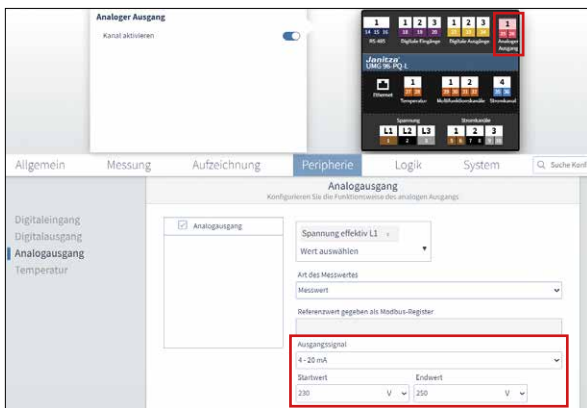 Analoger Ausgang
Kanal aktivieren
1 1 2 3 1 2 3 1
14 15 16 18 19 20
RS-485 Digitale Eingänge Digitale Ausgänge Analoger Ausgang
Janitza®
UMG 96-PQ-L
1 1 2 3 4
Ethernet Temperatur Multifunktionskanäle Stromkanal
Spannung Stromkanäle
L1 L2 L3 1 2 3
Allgemein Messung Aufzeichnung Peripherie Logik System Suche Konf
Analogausgang
Konfigurieren Sie die Funktionsweise des analogen Ausgangs
Digitaleingang
Digitalausgang
Analogausgang
Temperatur
Analogausgang
Spannung effektiv L1 x
Wert auswählen
Art des Messwertes
Messwert
Referenzwert gegeben als Modbus-Register
Ausgangssignal
4 - 20 mA
Startwert Endwert
230 V 250 V